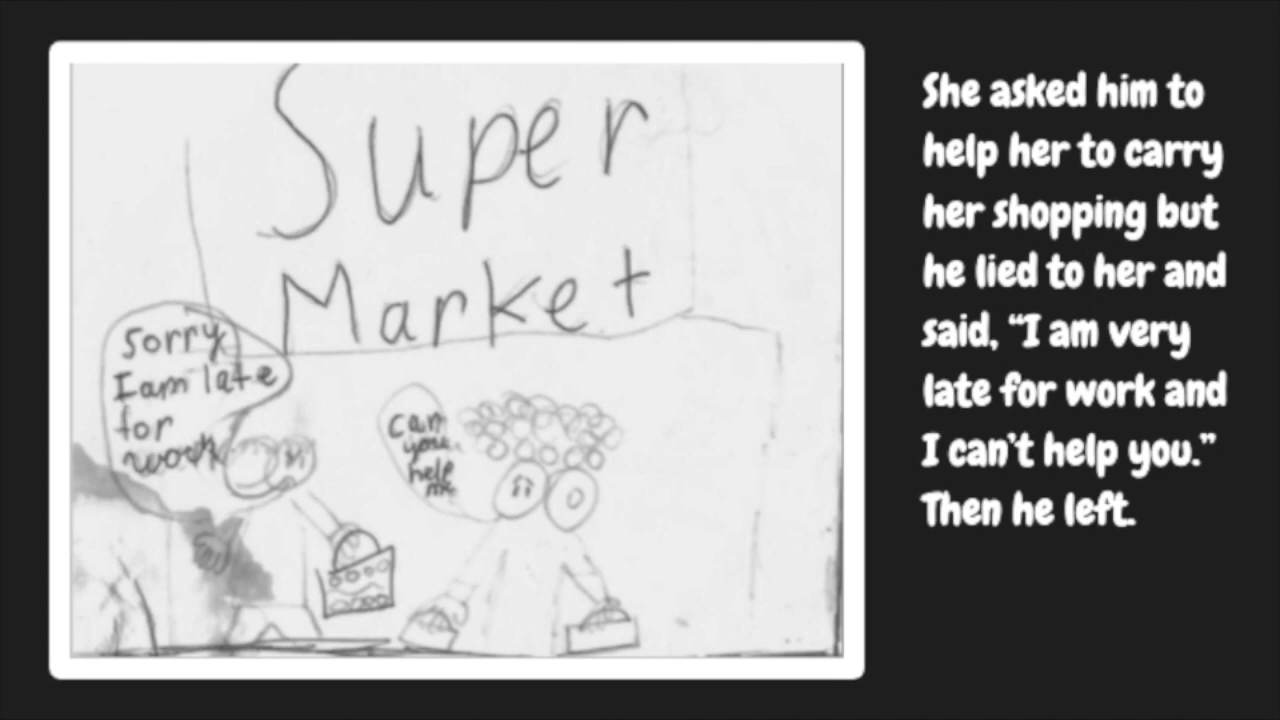 Super
Market
Sorry
I am late
for
work
can
you
help
me
She asked him to
help her to carry
her shopping but
he lied to her and
said, “I am very
late for work and
I can’t help you.”
Then he left.